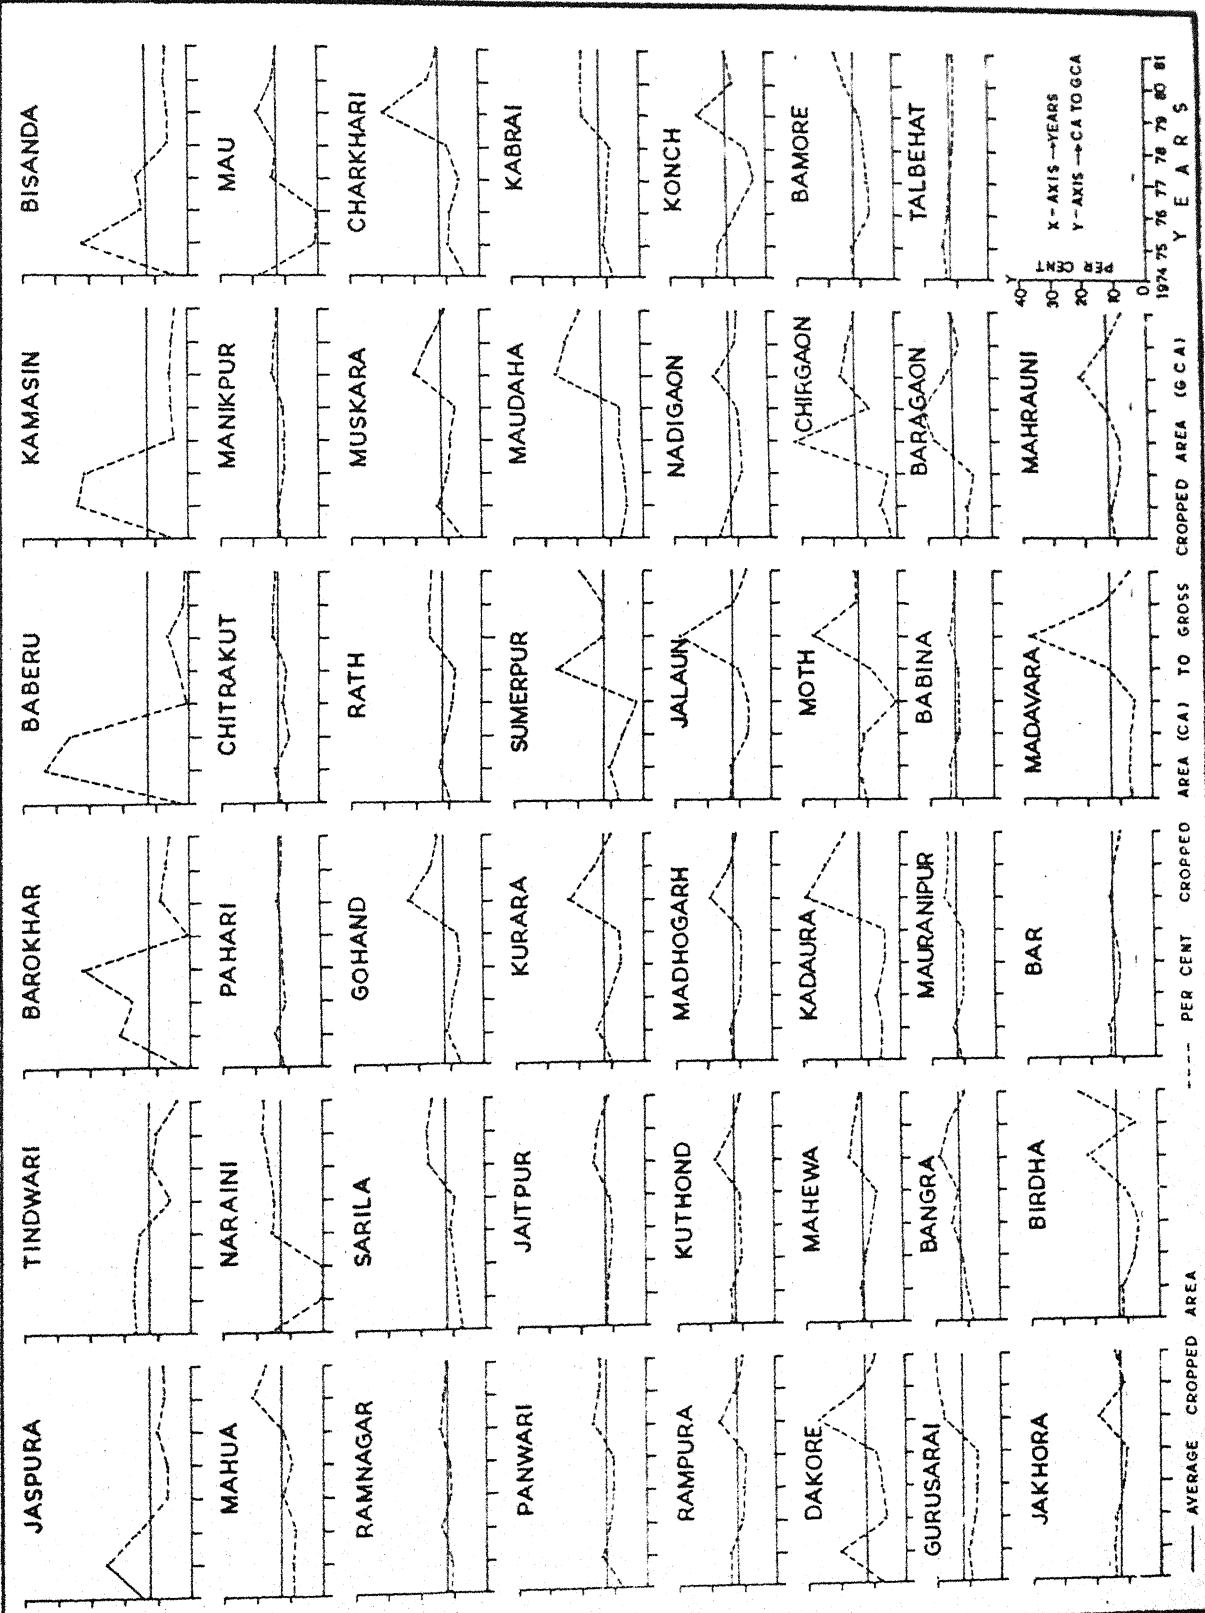 JASPURA TINDWARI BAROKHAR BABERU KAMASIN BISANDA
MAHUA NARAINI PAHARI CHITRAKUT MANIKPUR MAU
RAMNAGAR SARILA GOHAND RATH MUSKARA CHARKHARI
PANWARI JAITPUR KURARA SUMERPUR MAUDAHA KABRAI
RAMPURA KUTHOND MADHOGARH JALAUN NADIGAON KONCH
DAKORE MAHEWA KADAURA MOTH CHIRGAON BAMORE
GURUSARAI BANGRA MAURANIPUR BABINA BARAGAON TALBEHAT
JAKHORA BIRDHA BAR MADAVARA MAHRAUNI
Y
40
30
20
10
0
PER CENT
X-AXIS→YEARS
Y-AXIS→CA TO GCA
1974 75 76 77 78 79 80 81
YEARS
AVERAGE CROPPED AREA
PER CENT CROPPED AREA (CA) TO GROSS CROPPED AREA (GCA)